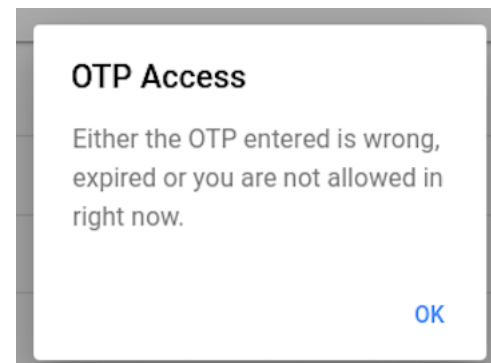 OTP Access
Either the OTP entered is wrong,
expired or you are not allowed in
right now.
OK